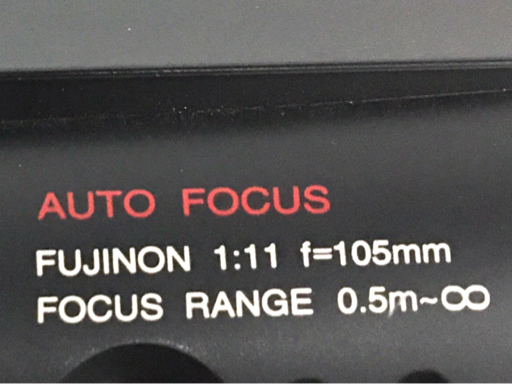 AUTO FOCUS
FUJINON 1:11 f=105mm
FOCUS RANGE 0.5m~∞